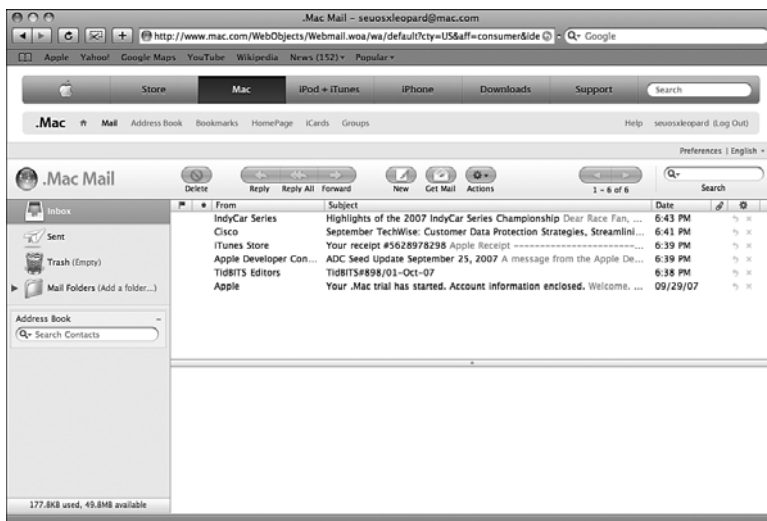 .Mac Mail – seuosxleopard@mac.com
http://www.mac.com/WebObjects/Webmail.woa/wa/default?cty=US&aff=consumer&ide
Google
Apple Yahoo! Google Maps YouTube Wikipedia News (152) Popular
Store Mac iPod + iTunes iPhone Downloads Support Search
.Mac Mail Address Book Bookmarks HomePage iCards Groups Help seuosxleopard (Log Out)
Preferences | English
.Mac Mail
Delete Reply Reply All Forward New Get Mail Actions 1 – 6 of 6 Search
From Subject Date
Inbox
Sent
Trash (Empty)
Mail Folders (Add a folder...)
Address Book –
Search Contacts
IndyCar Series Highlights of the 2007 IndyCar Series Championship Dear Race Fan, ... 6:43 PM
Cisco September TechWise: Customer Data Protection Strategies, Streamlini... 6:41 PM
iTunes Store Your receipt #5628978298 Apple Receipt -------------------------... 6:39 PM
Apple Developer Con... ADC Seed Update September 25, 2007 A message from the Apple De... 6:39 PM
TidBITS Editors TidBITS#898/01-Oct-07 6:38 PM
Apple Your .Mac trial has started. Account information enclosed. Welcome. ... 09/29/07
177.8KB used, 49.8MB available